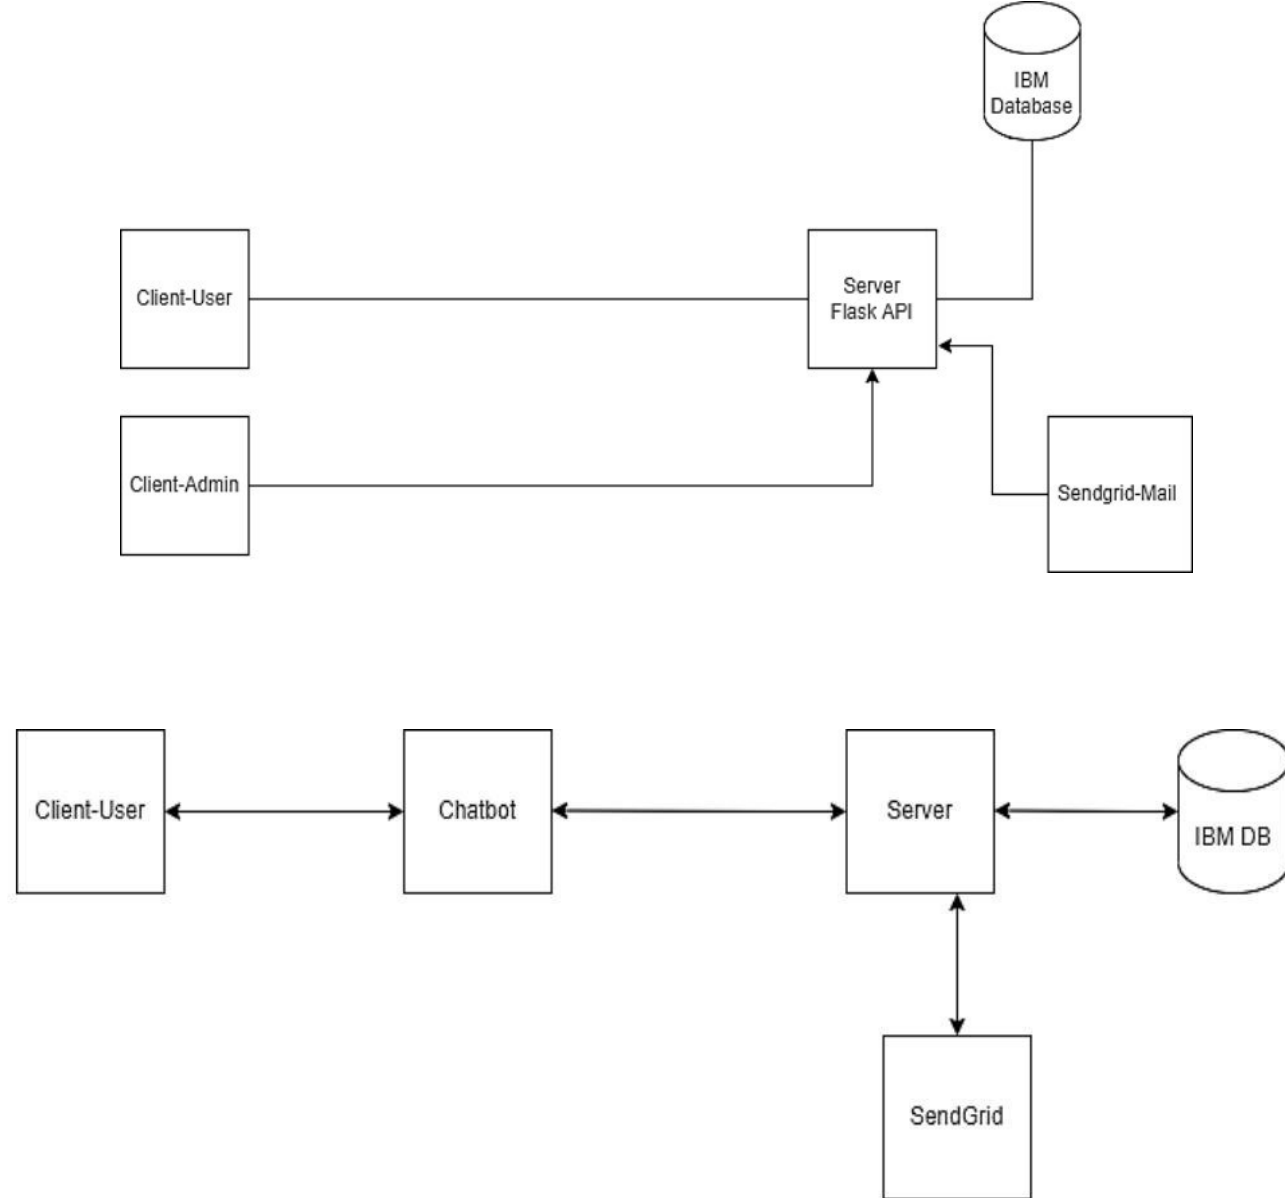 IBM
Database
Client-User
Server
Flask API
Client-Admin
Sendgrid-Mail
Client-User
Chatbot
Server
IBM DB
SendGrid